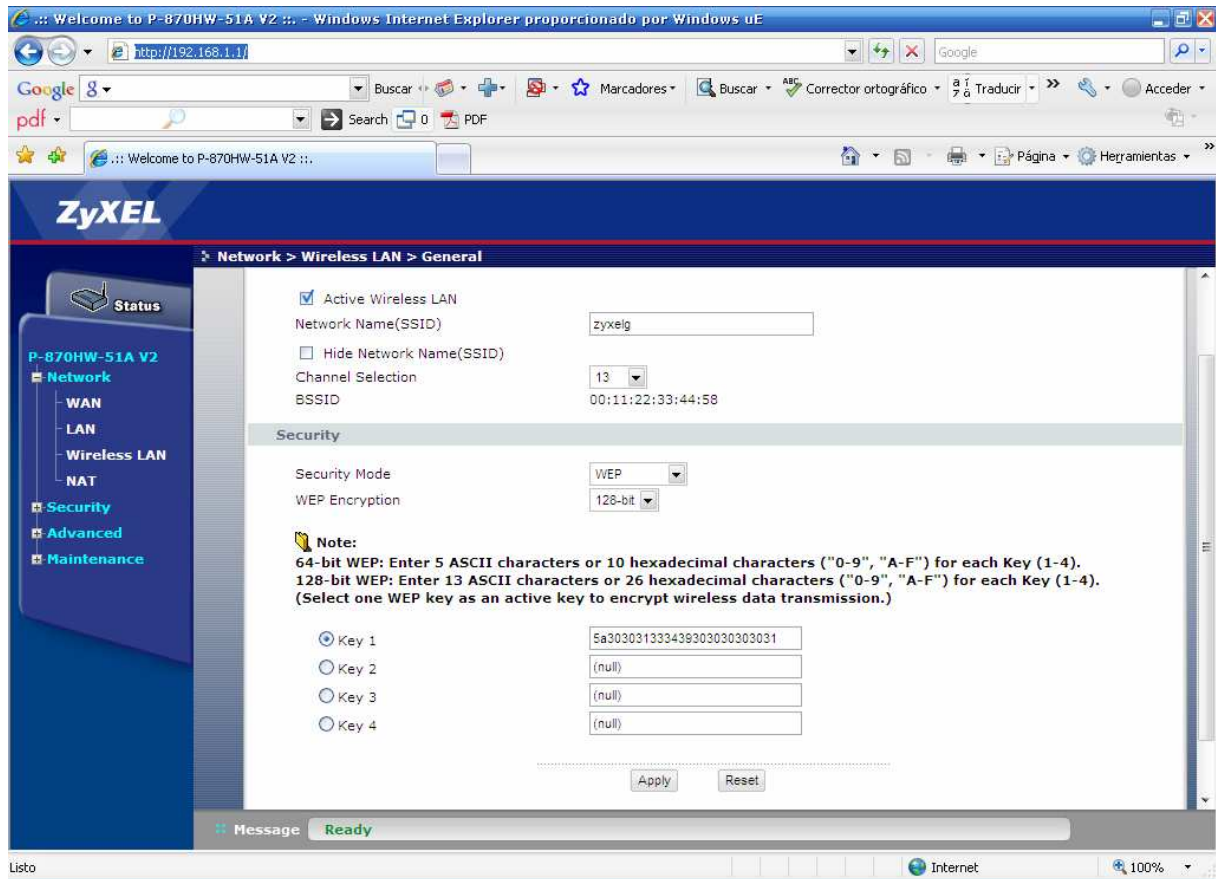 .:: Welcome to P-870HW-51A V2 ::. - Windows Internet Explorer proporcionado por Windows uE
http://192.168.1.1/
Google
Google
Buscar
Marcadores
Buscar
ABC Corrector ortográfico
Traducir
Acceder
pdf
Search
0
PDF
.:: Welcome to P-870HW-51A V2 ::.
Página
Herramientas
ZyXEL
Network > Wireless LAN > General
Status
P-870HW-51A V2
Network
WAN
LAN
Wireless LAN
NAT
Security
Advanced
Maintenance
Active Wireless LAN
Network Name(SSID) zyxelg
Hide Network Name(SSID)
Channel Selection 13
BSSID 00:11:22:33:44:58
Security
Security Mode WEP
WEP Encryption 128-bit
Note:
64-bit WEP: Enter 5 ASCII characters or 10 hexadecimal characters ("0-9", "A-F") for each Key (1-4).
128-bit WEP: Enter 13 ASCII characters or 26 hexadecimal characters ("0-9", "A-F") for each Key (1-4).
(Select one WEP key as an active key to encrypt wireless data transmission.)
Key 1 5a303031333439303030303031
Key 2 (null)
Key 3 (null)
Key 4 (null)
Apply Reset
Message Ready
Listo
Internet
100%